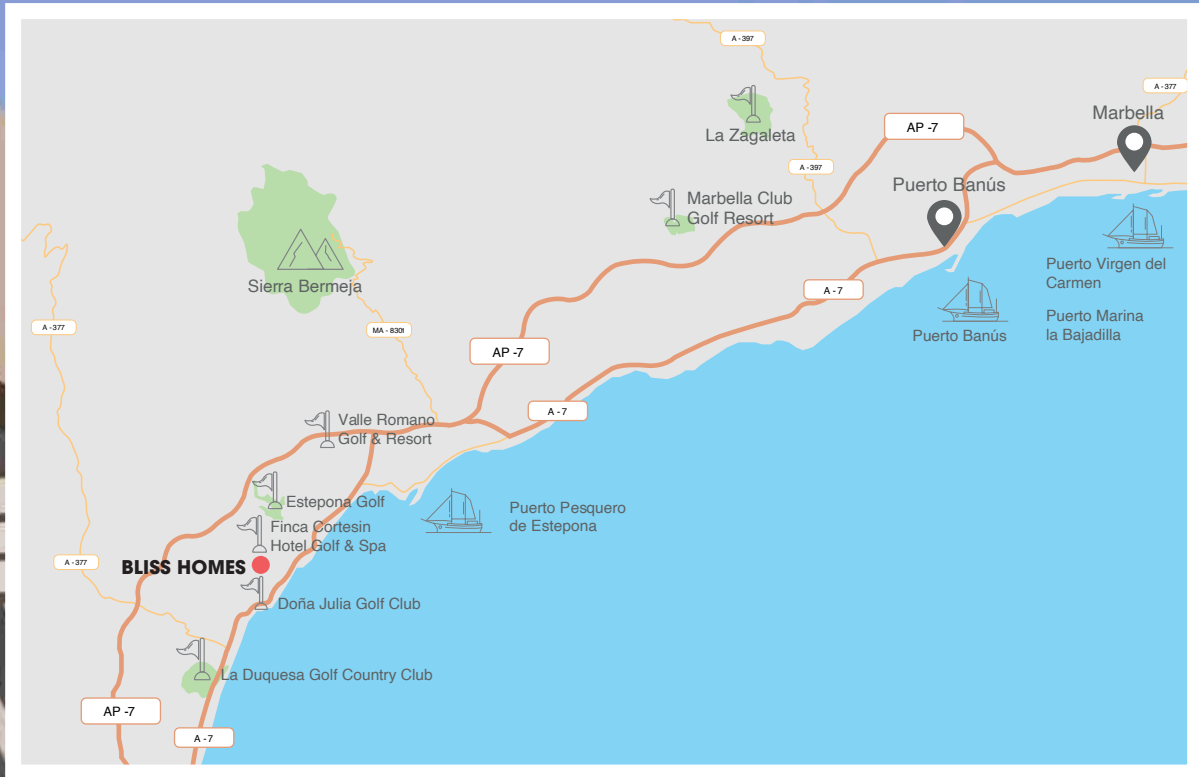 A - 397
A - 377
Marbella
AP -7
La Zagaleta
A - 397
Puerto Banús
Marbella Club
Golf Resort
Puerto Virgen del
Carmen
Sierra Bermeja
A - 7
Puerto Marina
la Bajadilla
A - 377
MA - 8301
Puerto Banús
AP -7
A - 7
Valle Romano
Golf & Resort
Estepona Golf
Puerto Pesquero
de Estepona
Finca Cortesin
Hotel Golf & Spa
A - 377
BLISS HOMES
Doña Julia Golf Club
La Duquesa Golf Country Club
AP -7
A - 7